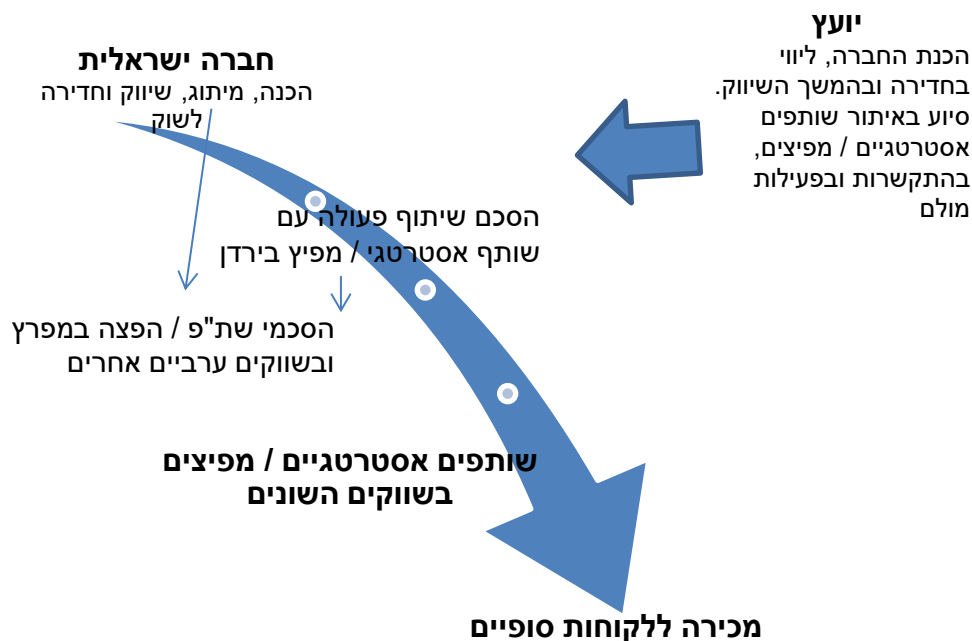 יועץ
הכנת החברה, ליווי
בחדירה ובהמשך השיווק.
סיוע באיתור שותפים
אסטרטגיים / מפיצים,
בהתקשרות ובפעילות
מולם
חברה ישראלית
הכנה, מיתוג, שיווק וחדירה
לשוק
הסכם שיתוף פעולה עם
שותף אסטרטגי / מפיץ בירדן
הסכמי שת"פ / הפצה במפרץ
ובשווקים ערביים אחרים
שותפים אסטרטגיים / מפיצים
בשווקים השונים
מכירה ללקוחות סופיים